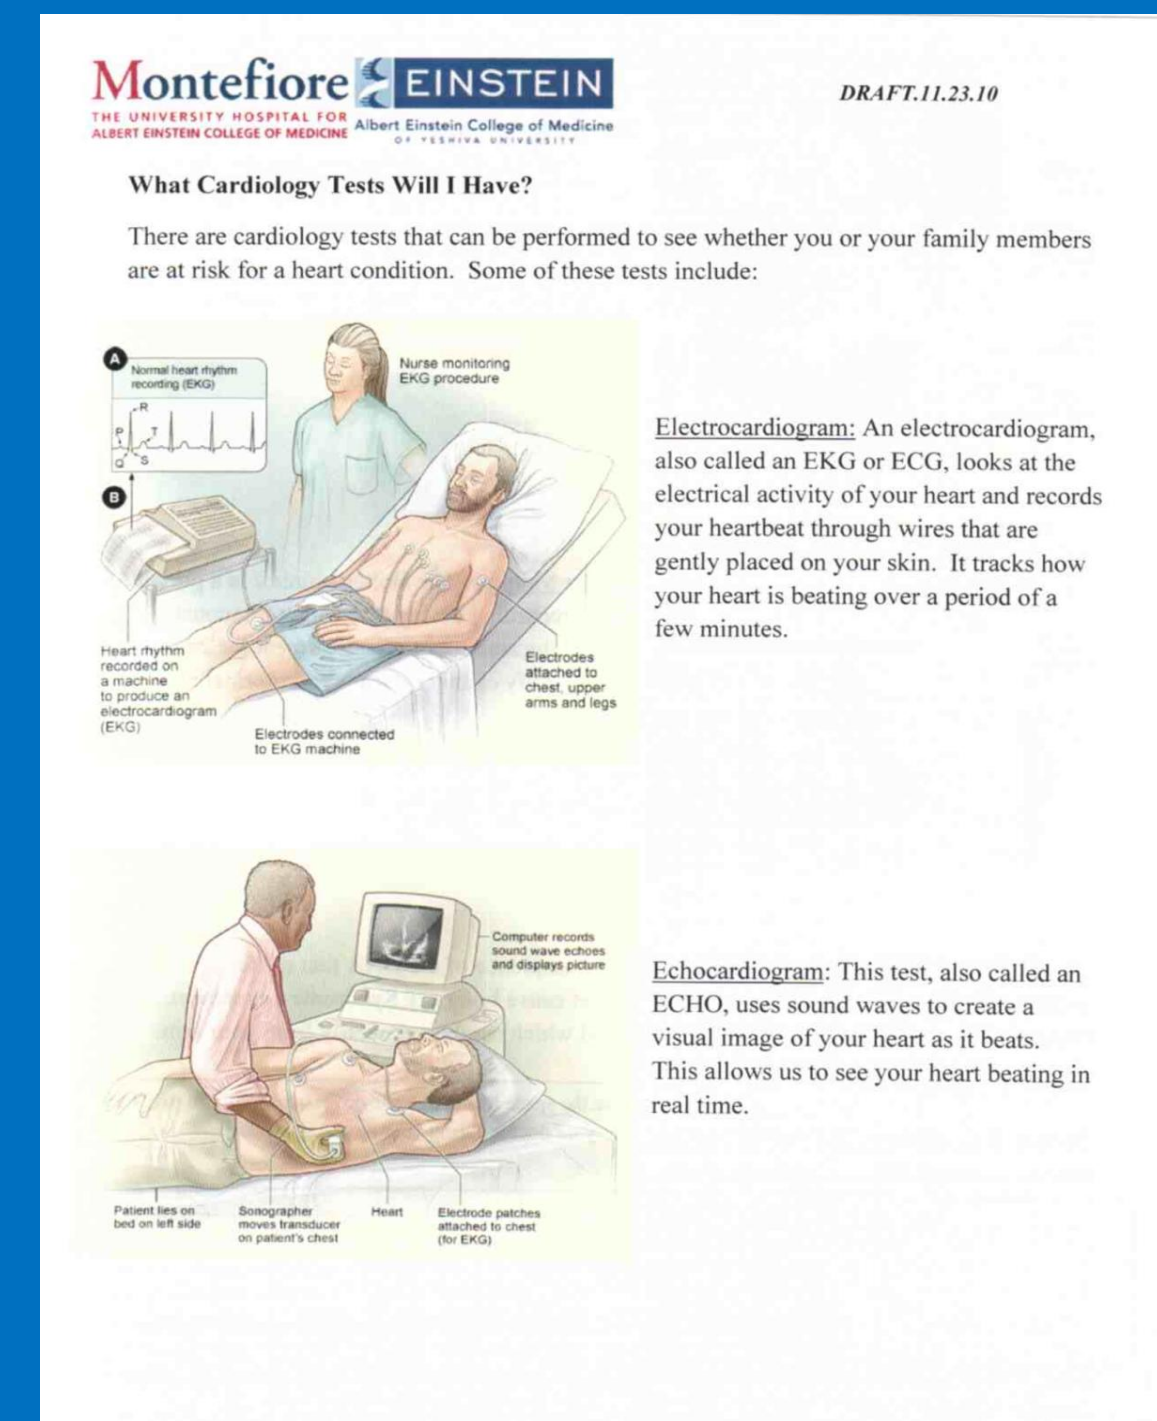 Montefiore EINSTEIN
THE UNIVERSITY HOSPITAL FOR
ALBERT EINSTEIN COLLEGE OF MEDICINE
Albert Einstein College of Medicine
OF YESHIVA UNIVERSITY
DRAFT.11.23.10
What Cardiology Tests Will I Have?
There are cardiology tests that can be performed to see whether you or your family members
are at risk for a heart condition. Some of these tests include:
A
Normal heart rhythm
recording (EKG)
R
P
T
Q
S
B
Nurse monitoring
EKG procedure
Heart rhythm
recorded on
a machine
to produce an
electrocardiogram
(EKG)
Electrodes connected
to EKG machine
Electrodes
attached to
chest, upper
arms and legs
Electrocardiogram: An electrocardiogram,
also called an EKG or ECG, looks at the
electrical activity of your heart and records
your heartbeat through wires that are
gently placed on your skin. It tracks how
your heart is beating over a period of a
few minutes.
Computer records
sound wave echoes
and displays picture
Patient lies on
bed on left side
Sonographer
moves transducer
on patient's chest
Heart
Electrode patches
attached to chest
(for EKG)
Echocardiogram: This test, also called an
ECHO, uses sound waves to create a
visual image of your heart as it beats.
This allows us to see your heart beating in
real time.